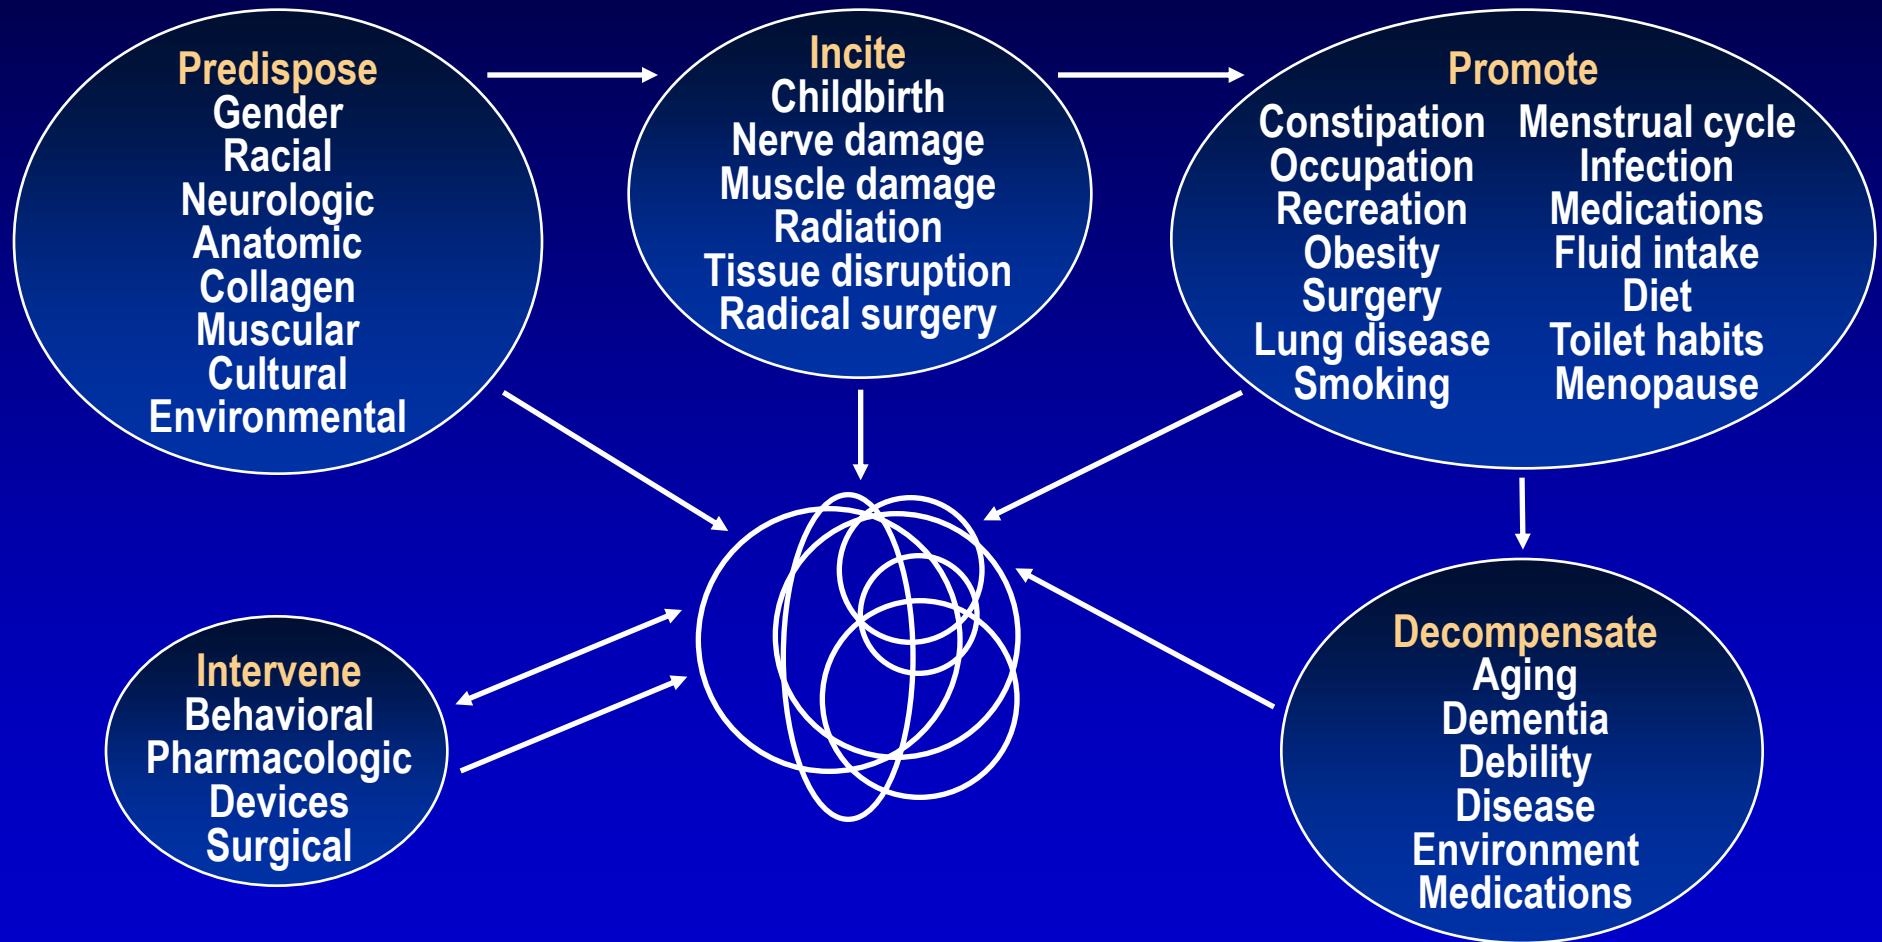 Predispose
Gender
Racial
Neurologic
Anatomic
Collagen
Muscular
Cultural
Environmental
Incite
Childbirth
Nerve damage
Muscle damage
Radiation
Tissue disruption
Radical surgery
Promote
Constipation
Occupation
Recreation
Obesity
Surgery
Lung disease
Smoking
Menstrual cycle
Infection
Medications
Fluid intake
Diet
Toilet habits
Menopause
Intervene
Behavioral
Pharmacologic
Devices
Surgical
Decompensate
Aging
Dementia
Debility
Disease
Environment
Medications